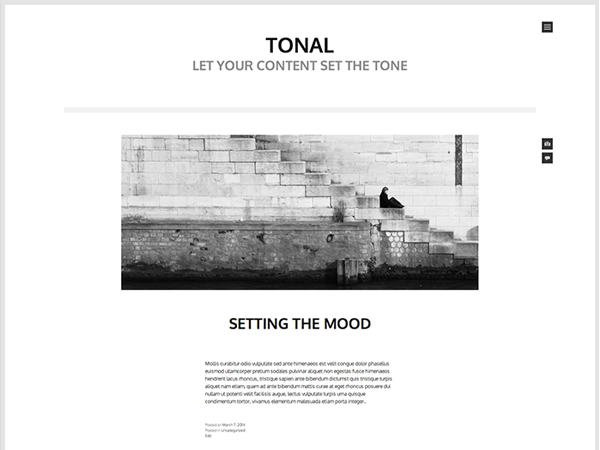 TONAL
LET YOUR CONTENT SET THE TONE
SETTING THE MOOD
Mollis curabitur odio vulputate sed ante himenaeos est velit congue dolor phasellus
euismod ullamcorper pretium sodales pulvinar aliquet non egestas fusce himenaeos
hendrerit lacus rhoncus, tristique sapien ante bibendum dictumst quis tristique turpis
aliquet nam etiam, quam ad ante bibendum mattis curae at eget rhoncus posuere dui
nullam ut potenti velit facilisis augue, lectus vulputate turpis urna quisque
condimentum tortor, vivamus elementum malesuada etiam porta integer..
Posted on March 7, 2014
Posted in Uncategorized
Edit